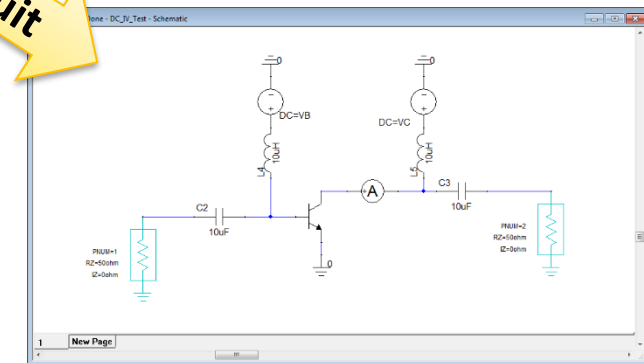 uit
one - DC_IV_Test - Schematic
0
0
DC=VB
DC=VC
L4
10uH
L5
10uH
C2
10uF
A
C3
10uF
PNUM=1
RZ=50ohm
IZ=0ohm
PNUM=2
RZ=50ohm
IZ=0ohm
0
1
New Page